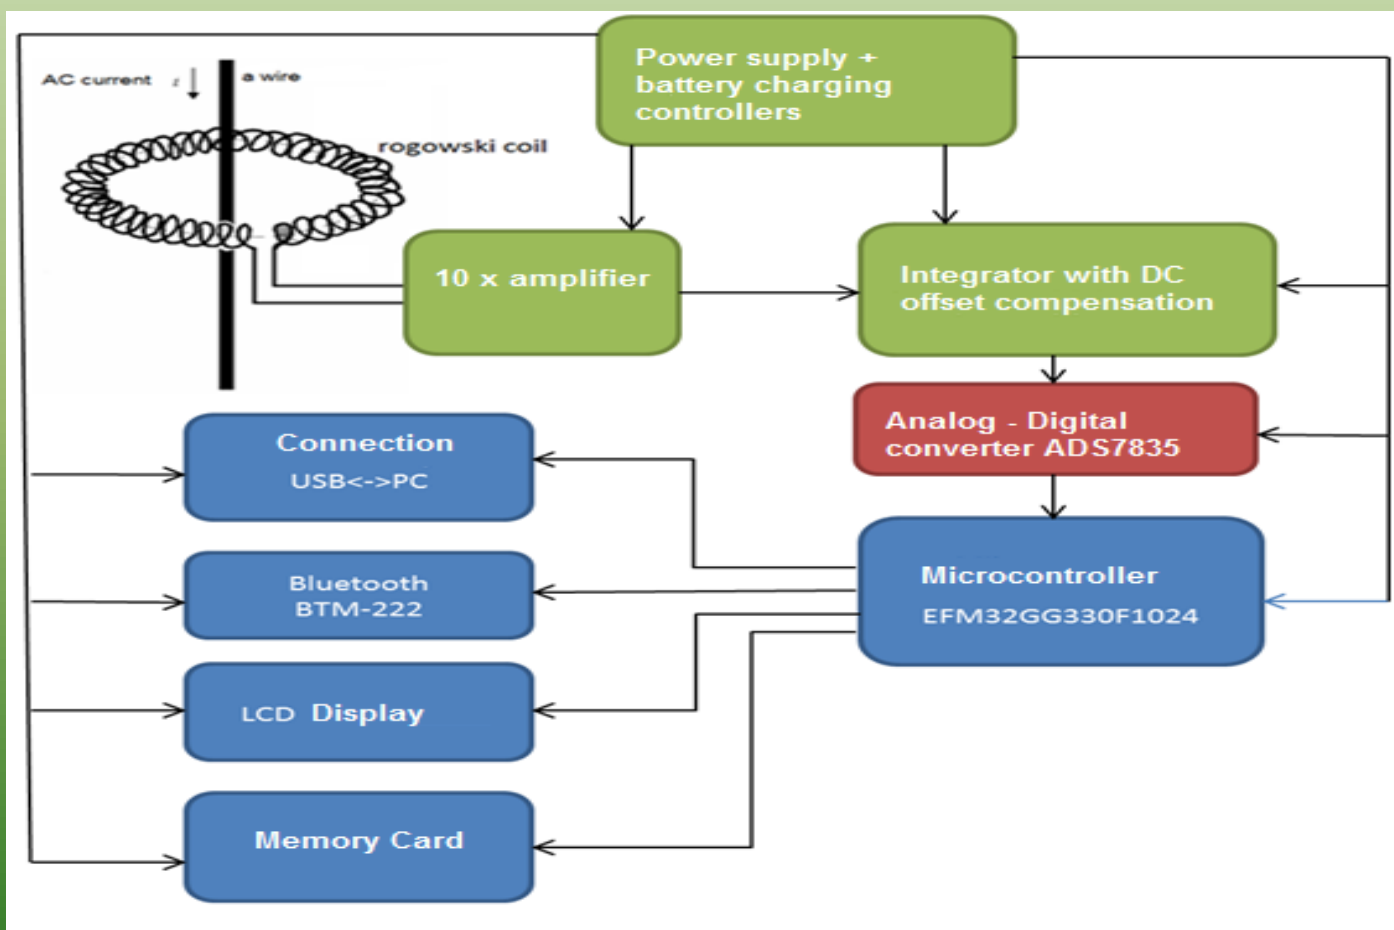 Power supply +
battery charging
controllers
AC current
i
a wire
rogowski coil
10 x amplifier
Integrator with DC
offset compensation
Analog - Digital
converter ADS7835
Connection
USB<->PC
Bluetooth
BTM-222
Microcontroller
EFM32GG330F1024
LCD Display
Memory Card